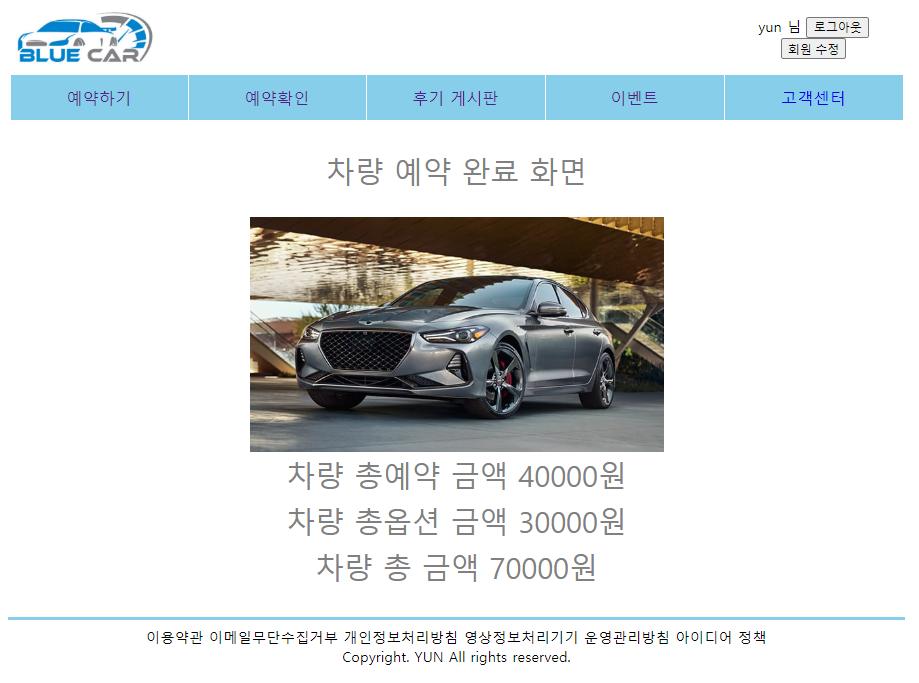 BLUE CAR
yun 님 로그아웃
회원 수정
예약하기 예약확인 후기 게시판 이벤트 고객센터
차량 예약 완료 화면
차량 총예약 금액 40000원
차량 총옵션 금액 30000원
차량 총 금액 70000원
이용약관 이메일무단수집거부 개인정보처리방침 영상정보처리기기 운영관리방침 아이디어 정책
Copyright. YUN All rights reserved.